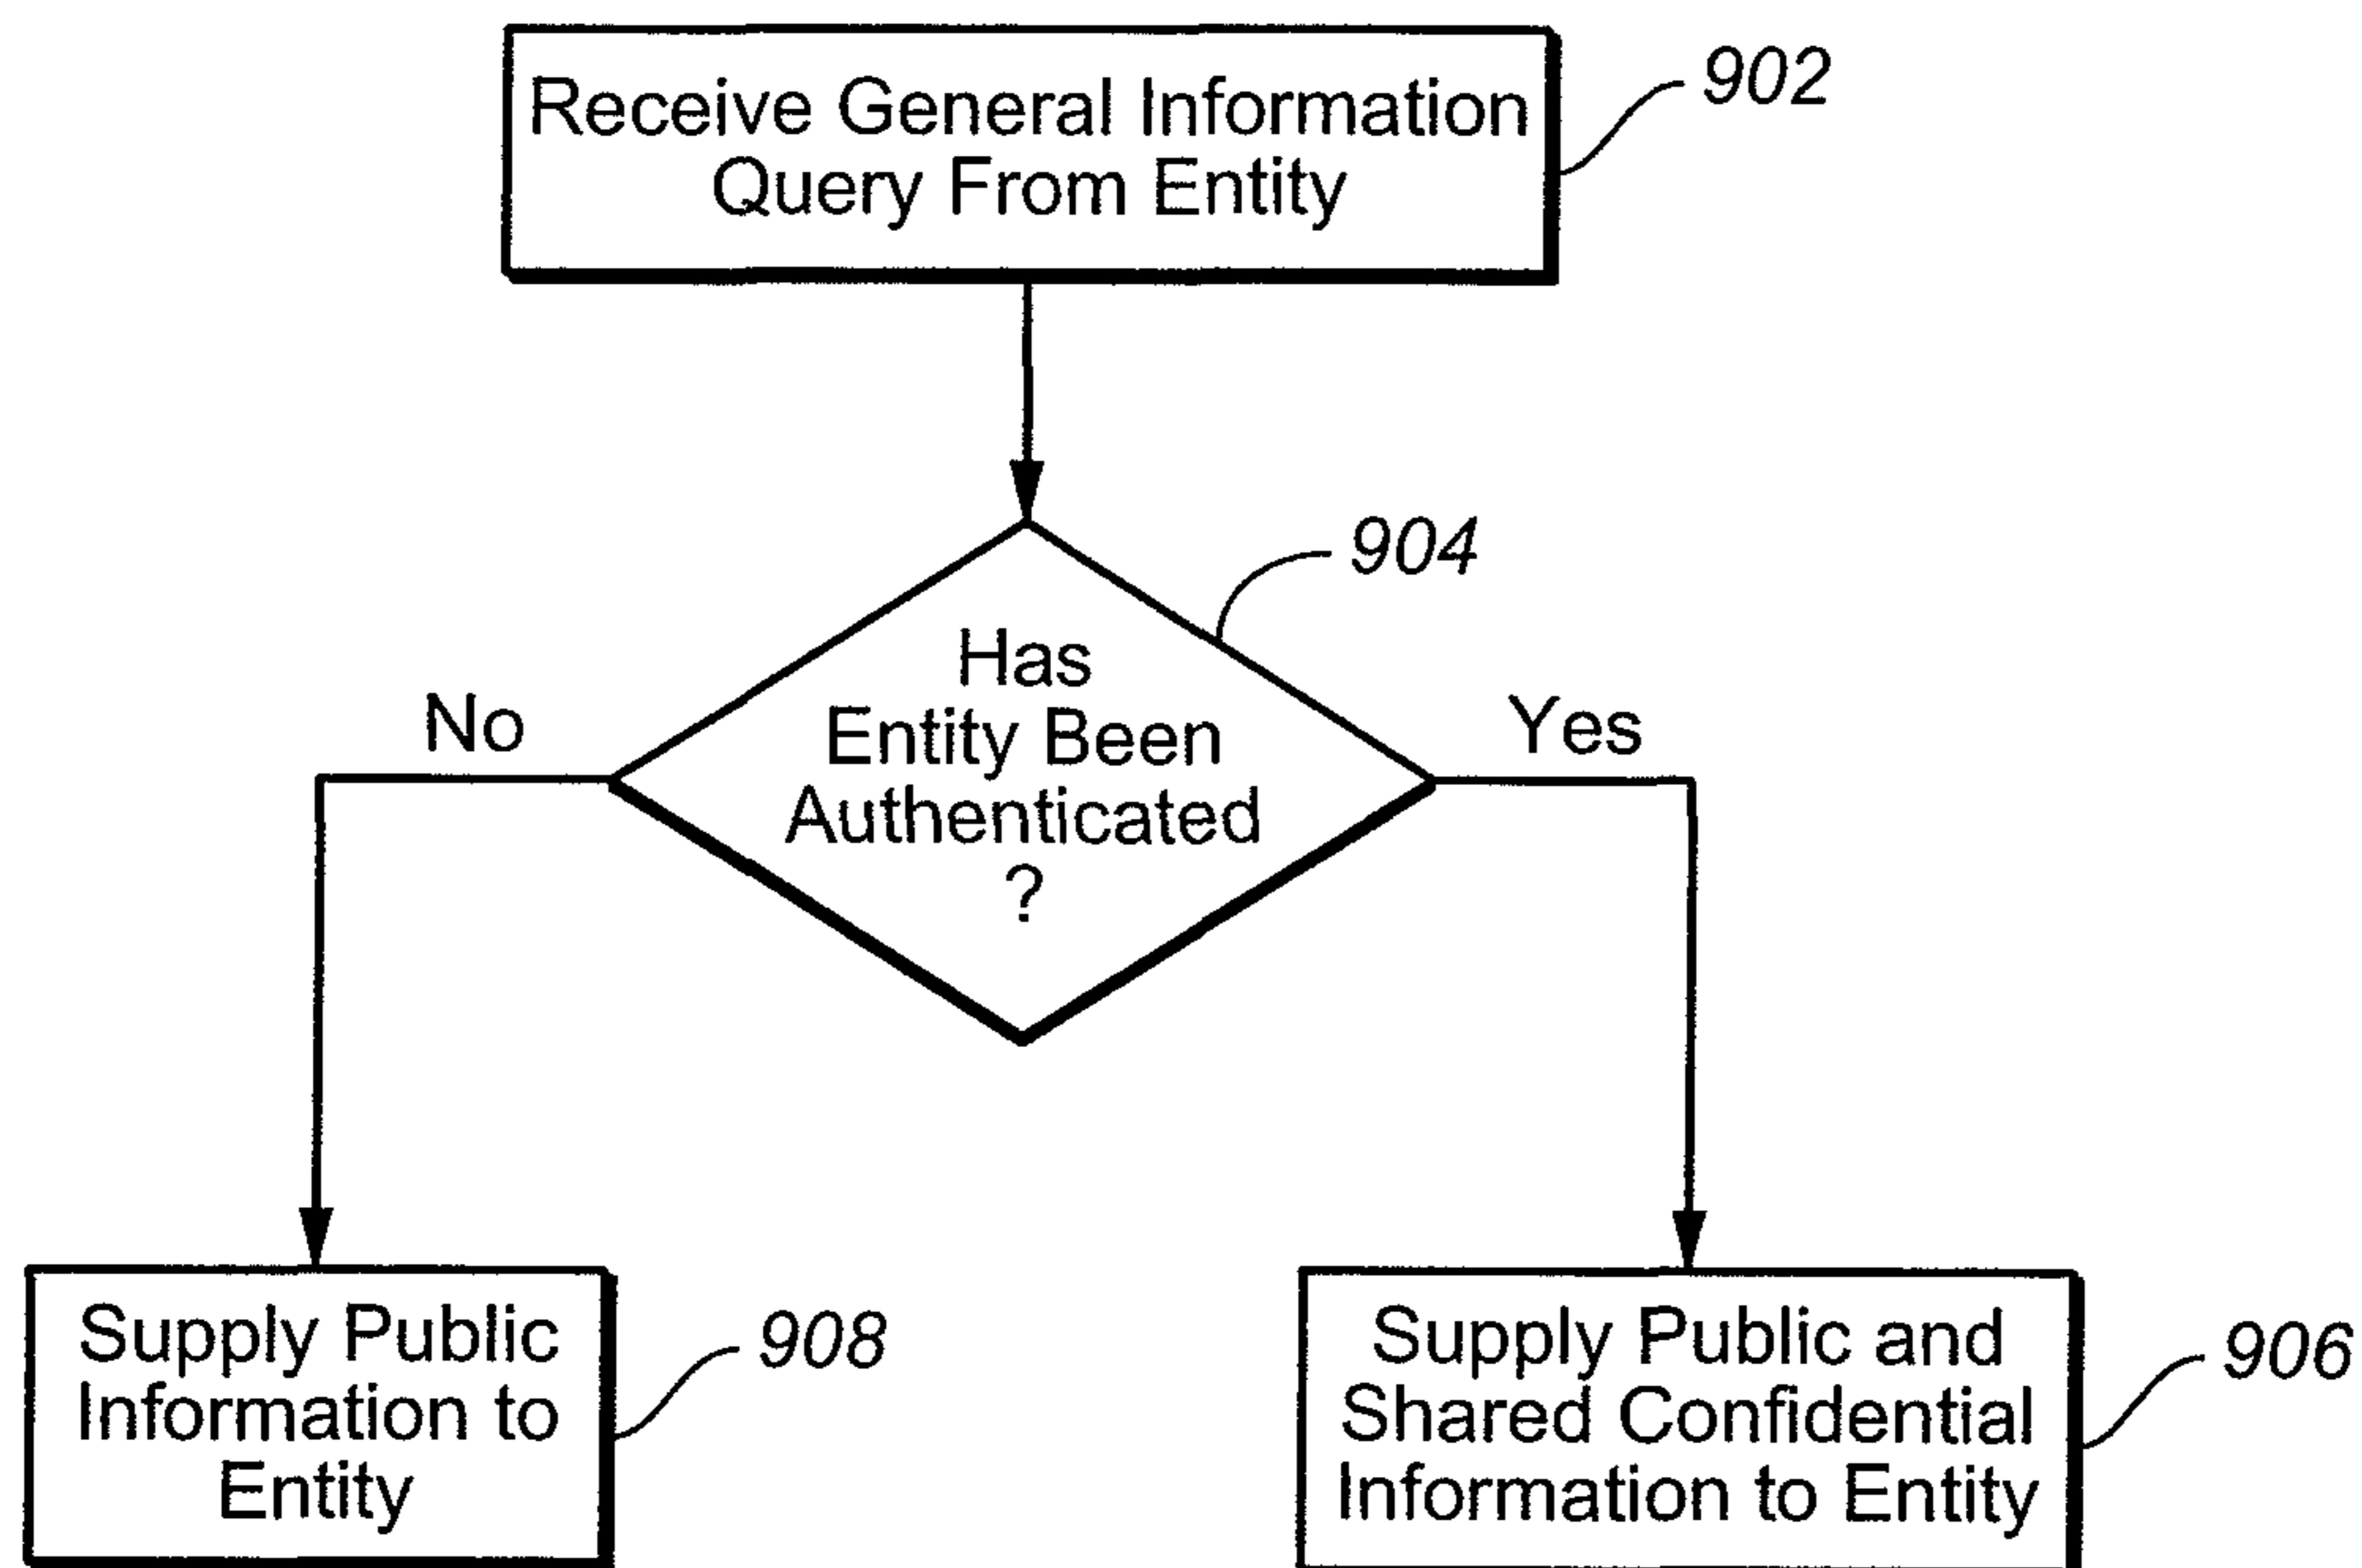 Receive General Information
Query From Entity
902
904
Has
Entity Been
Authenticated
?
No
Yes
Supply Public
Information to
Entity
908
Supply Public and
Shared Confidential
Information to Entity
906